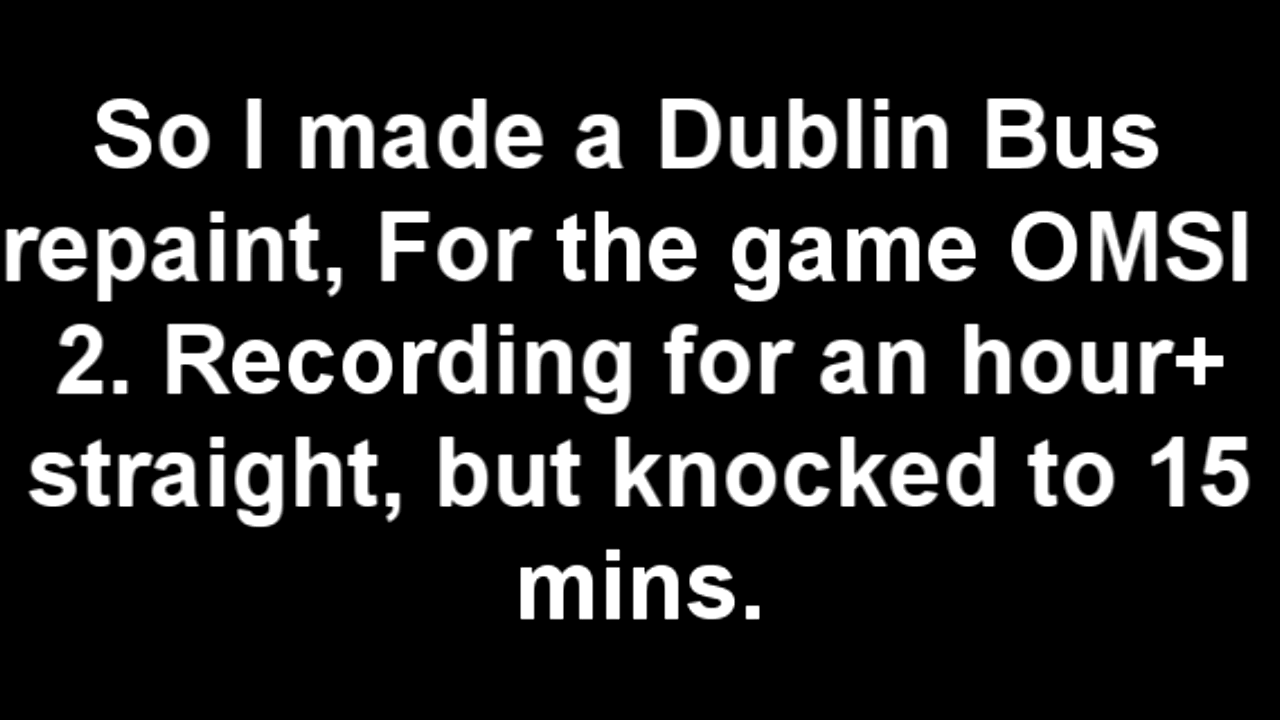 So I made a Dublin Bus
repaint, For the game OMSI
2. Recording for an hour+
straight, but knocked to 15
mins.